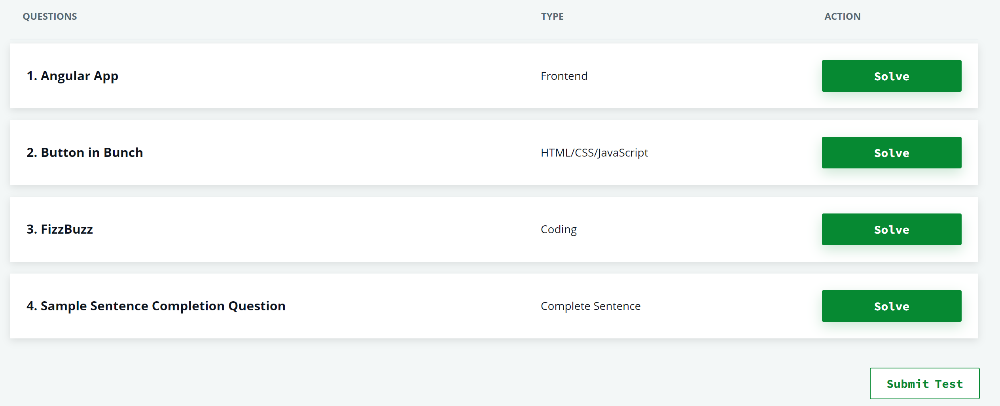 QUESTIONS TYPE ACTION
1. Angular App Frontend Solve
2. Button in Bunch HTML/CSS/JavaScript Solve
3. FizzBuzz Coding Solve
4. Sample Sentence Completion Question Complete Sentence Solve
Submit Test